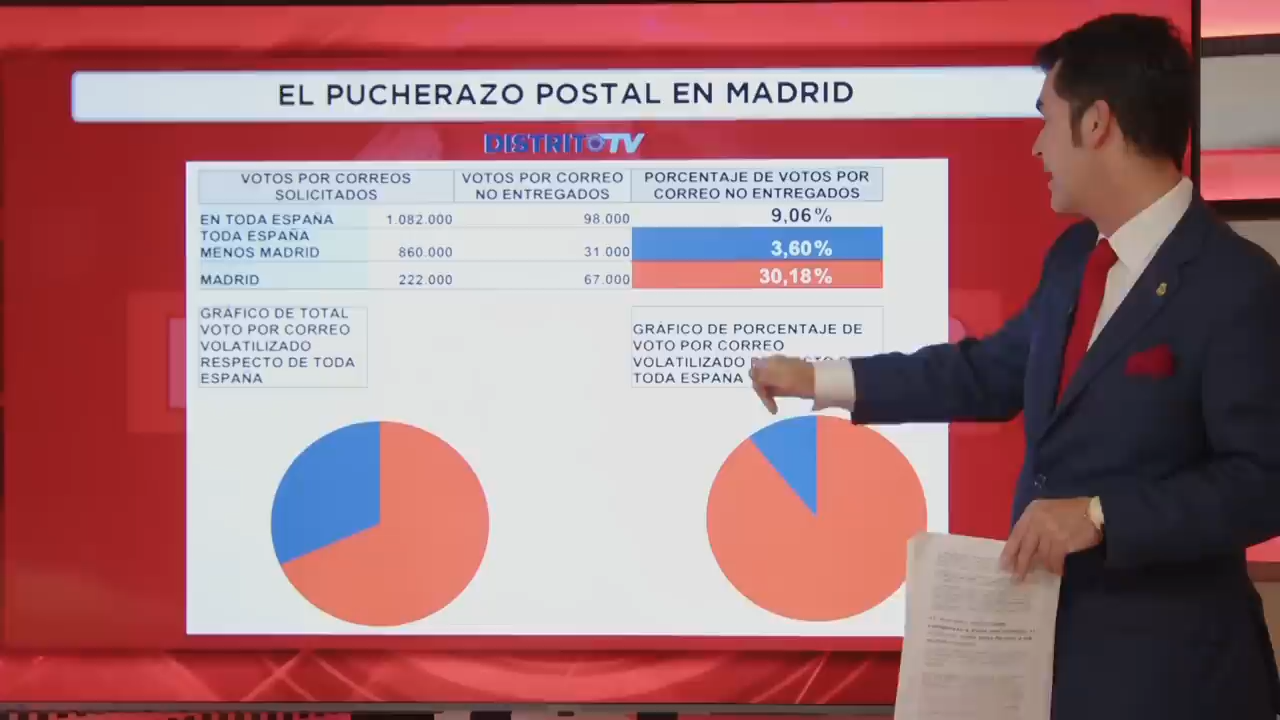 EL PUCHERAZO POSTAL EN MADRID
DISTRITOTV
VOTOS POR CORREOS SOLICITADOS
VOTOS POR CORREO NO ENTREGADOS
PORCENTAJE DE VOTOS POR CORREO NO ENTREGADOS
EN TODA ESPAÑA 1.082.000 98.000 9,06%
TODA ESPAÑA
MENOS MADRID 860.000 31.000 3,60%
MADRID 222.000 67.000 30,18%
GRÁFICO DE TOTAL
VOTO POR CORREO
VOLATILIZADO
RESPECTO DE TODA
ESPAÑA
GRÁFICO DE PORCENTAJE DE
VOTO POR CORREO
VOLATILIZADO
TODA ESPAÑA